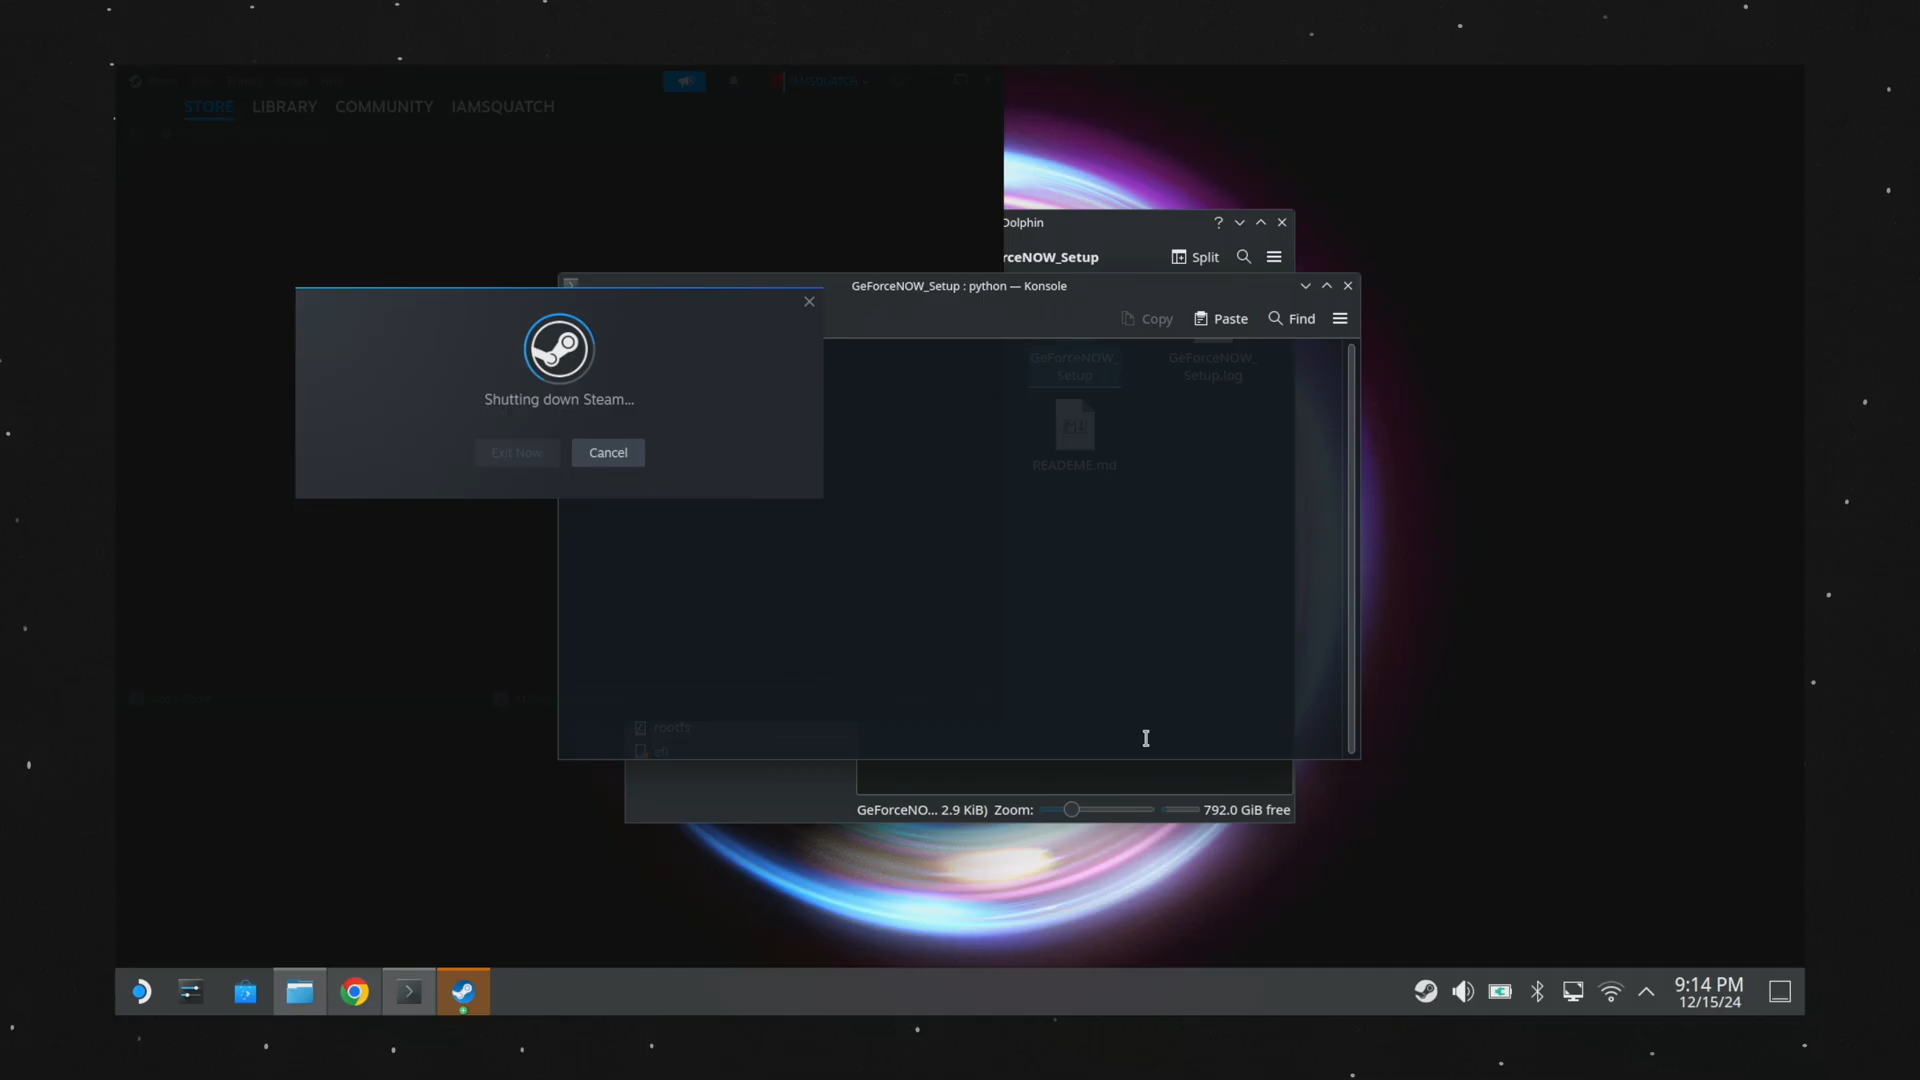 STORE LIBRARY COMMUNITY IAMSQUATCH
IAMSQUATCH
Dolphin
rceNOW_Setup
Split
GeForceNOW_Setup : python — Konsole
Copy Paste Find
Shutting down Steam...
Exit Now Cancel
GeForceNOW_
Setup
GeForceNOW_
Setup.log
READEME.md
rootfs
efi
GeForceNO... 2.9 KiB) Zoom: 792.0 GiB free
9:14 PM
12/15/24